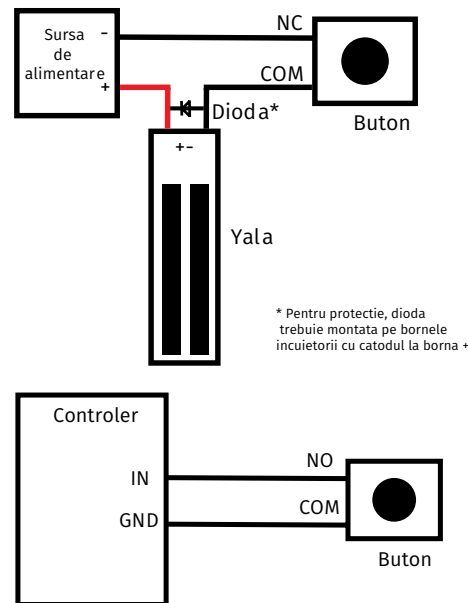 Sursa
de
alimentare
-
+
NC
COM
Buton
Dioda*
+-
Yala
* Pentru protectie, dioda
trebuie montata pe bornele
incuietorii cu catodul la borna +
Controler
IN
GND
NO
COM
Buton